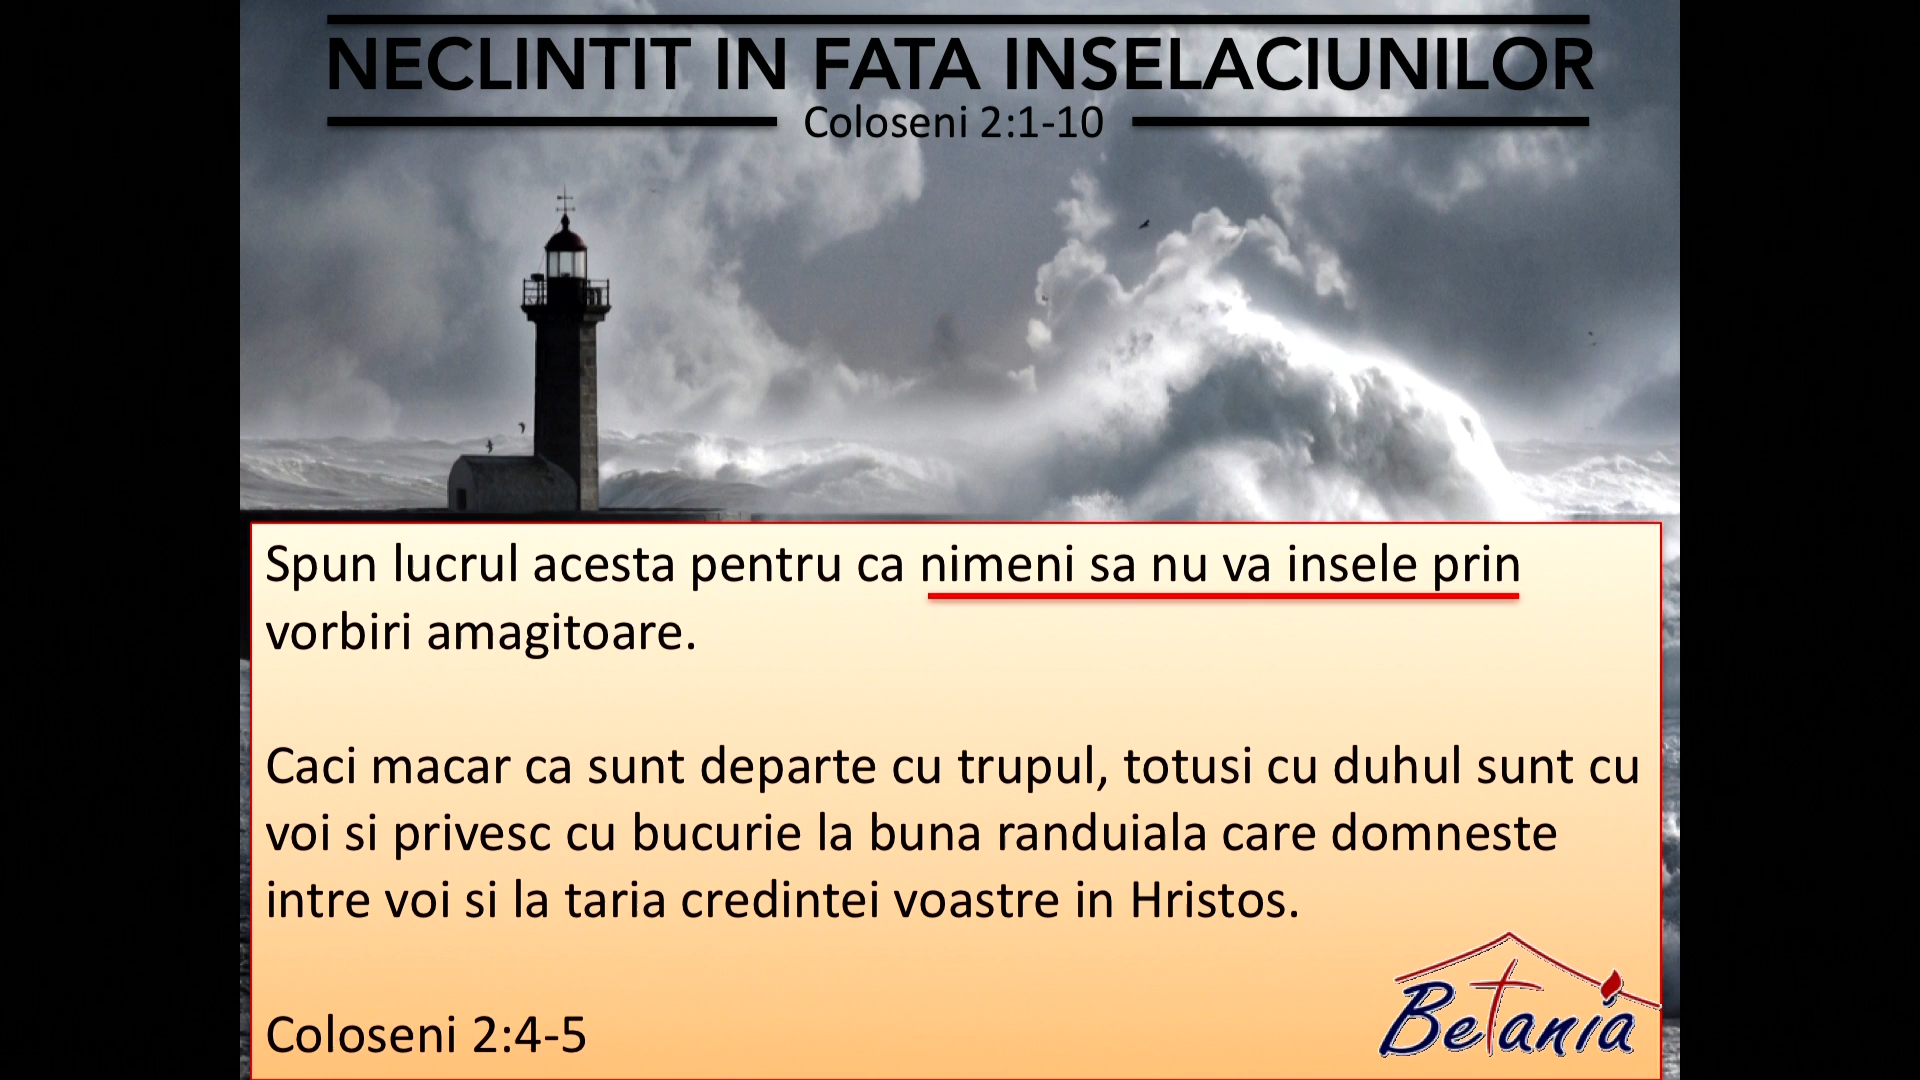 NECLINTIT IN FATA INSELACIUNILOR
Coloseni 2:1-10
Spun lucrul acesta pentru ca nimeni sa nu va insele prin
vorbiri amagitoare.
Caci macar ca sunt departe cu trupul, totusi cu duhul sunt cu
voi si privesc cu bucurie la buna randuiala care domneste
intre voi si la taria credintei voastre in Hristos.
Coloseni 2:4-5
Betania